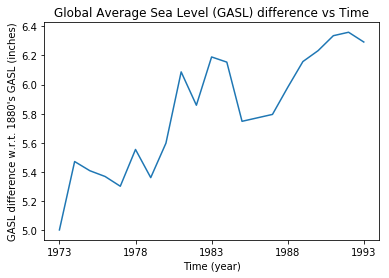 Global Average Sea Level (GASL) difference vs Time
GASL difference w.r.t. 1880's GASL (inches)
6.4
6.2
6.0
5.8
5.6
5.4
5.2
5.0
1973 1978 1983 1988 1993
Time (year)